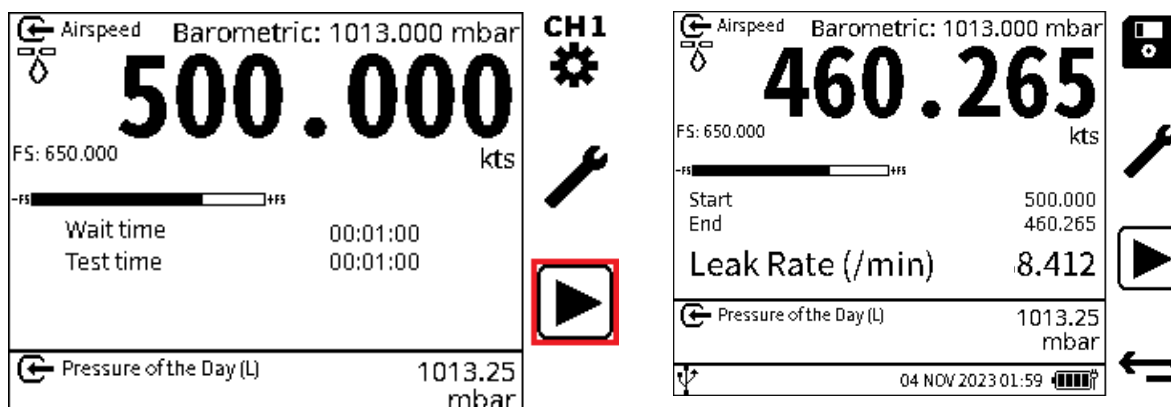 Airspeed
Barometric: 1013.000 mbar
500.000
FS: 650.000
kts
-FS
+FS
Wait time 00:01:00
Test time 00:01:00
Pressure of the Day (L) 1013.25
mbar
CH1
Airspeed
Barometric: 1013.000 mbar
460.265
FS: 650.000
kts
-FS
+FS
Start 500.000
End 460.265
Leak Rate (/min) 8.412
Pressure of the Day (L) 1013.25
mbar
04 NOV 2023 01:59